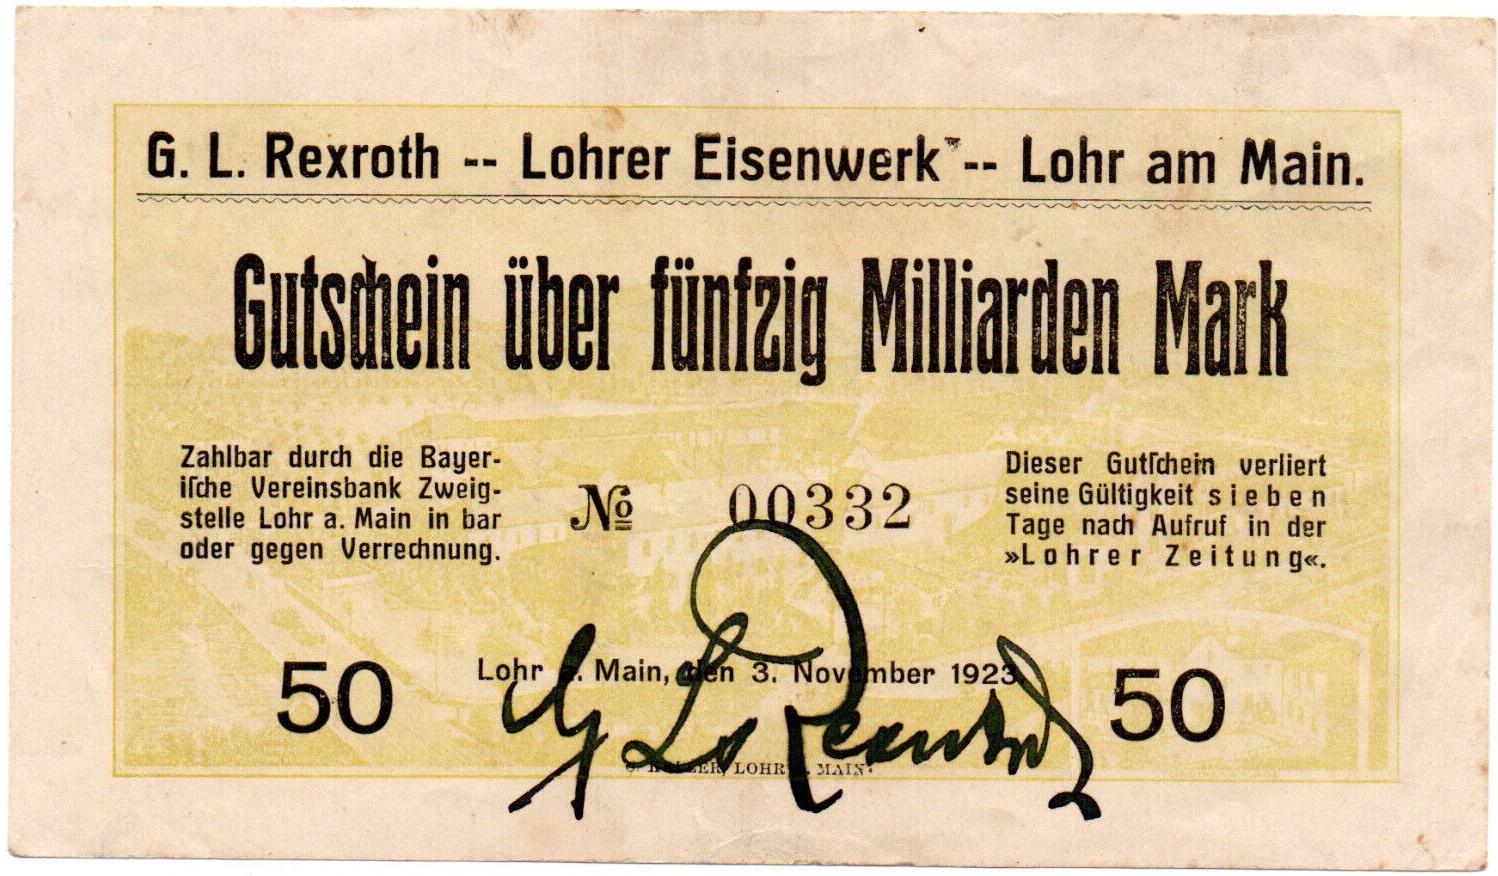 G. L. Rexroth -- Lohrer Eisenwerk -- Lohr am Main.
Gutschein über fünfzig Milliarden Mark
Zahlbar durch die Bayer-
iſche Vereinsbank Zweig-
stelle Lohr a. Main in bar
oder gegen Verrechnung.
No 00332
Dieser Gutſchein verliert
seine Gültigkeit sieben
Tage nach Aufruf in der
»Lohrer Zeitung«.
50
Lohr a. Main, den 3. November 1923.
50
G L Rexroth
LOHR A. MAIN.